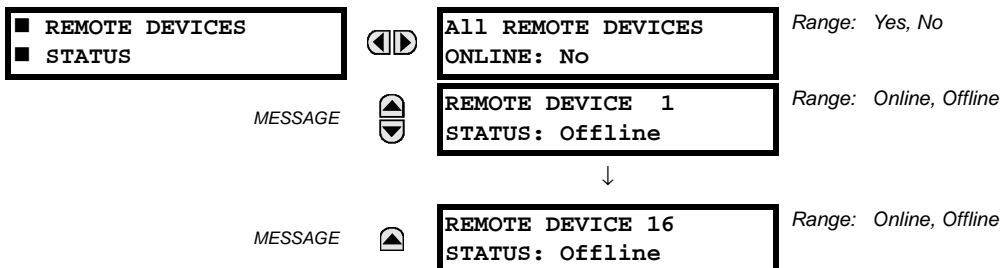 ■ REMOTE DEVICES
■ STATUS
All REMOTE DEVICES
ONLINE: No
Range: Yes, No
MESSAGE
REMOTE DEVICE 1
STATUS: Offline
Range: Online, Offline
↓
MESSAGE
REMOTE DEVICE 16
STATUS: Offline
Range: Online, Offline